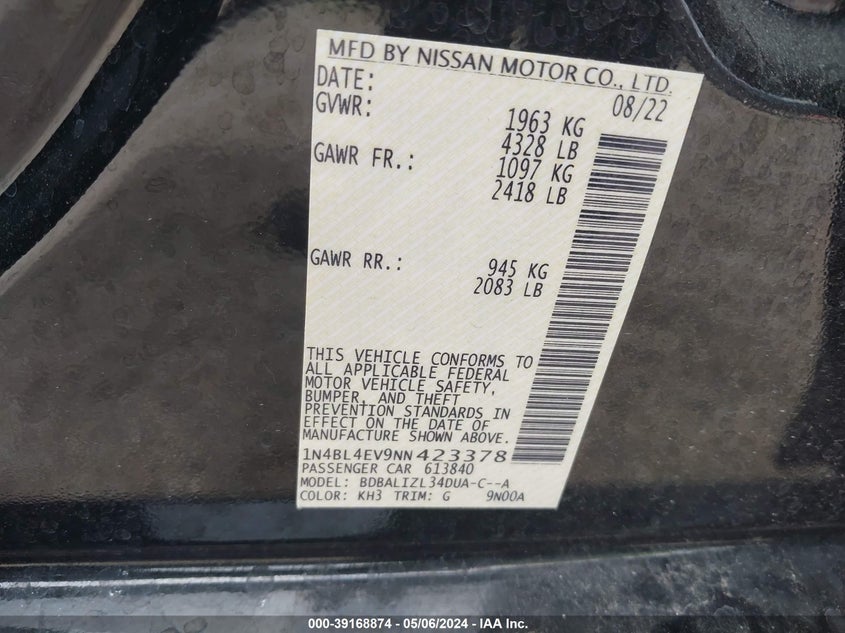 MFD BY NISSAN MOTOR CO., LTD.
DATE: 08/22
GVWR: 1963 KG
4328 LB
GAWR FR.: 1097 KG
2418 LB
GAWR RR.: 945 KG
2083 LB
THIS VEHICLE CONFORMS TO
ALL APPLICABLE FEDERAL
MOTOR VEHICLE SAFETY,
BUMPER, AND THEFT
PREVENTION STANDARDS IN
EFFECT ON THE DATE OF
MANUFACTURE SHOWN ABOVE.
1N4BL4EV9NN423378
PASSENGER CAR 613840
MODEL: BDBALIZL34DUA-C--A
COLOR: KH3 TRIM: G 9N00A
000-39168874 | 05/06/2024 - IAA Inc.